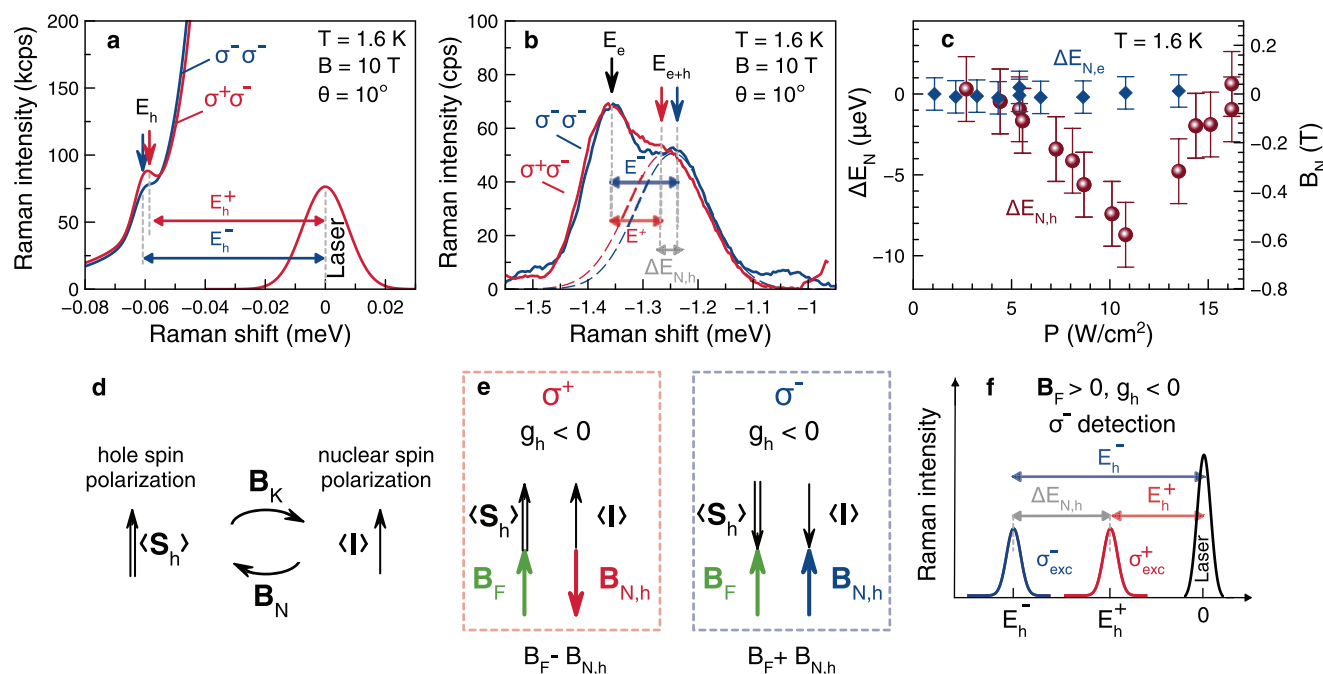 a
T = 1.6 K
B = 10 T
θ = 10°
σ⁻σ⁻
σ⁺σ⁻
E_h
E_h⁺
E_h⁻
Laser
Raman intensity (kcps)
200
150
100
75
50
25
0
-0.08
-0.06
-0.04
-0.02
0
0.02
Raman shift (meV)
b
T = 1.6 K
B = 10 T
θ = 10°
E_e
E_e+h
σ⁻σ⁻
σ⁺σ⁻
E⁻
E⁺
ΔE_N,h
Raman intensity (cps)
100
80
60
40
20
0
-1.5
-1.4
-1.3
-1.2
-1.1
-1
Raman shift (meV)
c
T = 1.6 K
ΔE_N,e
ΔE_N,h
ΔE_N (μeV)
0
-5
-10
0
5
10
15
P (W/cm²)
B_N (T)
0.2
0
-0.2
-0.4
-0.6
-0.8
d
hole spin
polarization
nuclear spin
polarization
B_K
⟨S_h⟩
⟨I⟩
B_N
e
σ⁺
g_h < 0
⟨S_h⟩
⟨I⟩
B_F
B_N,h
B_F - B_N,h
σ⁻
g_h < 0
⟨S_h⟩
⟨I⟩
B_F
B_N,h
B_F + B_N,h
f
B_F > 0, g_h < 0
σ⁻ detection
E_h⁻
ΔE_N,h
E_h⁺
σ⁻_exc
σ⁺_exc
Laser
Raman intensity
E_h⁻
E_h⁺
0